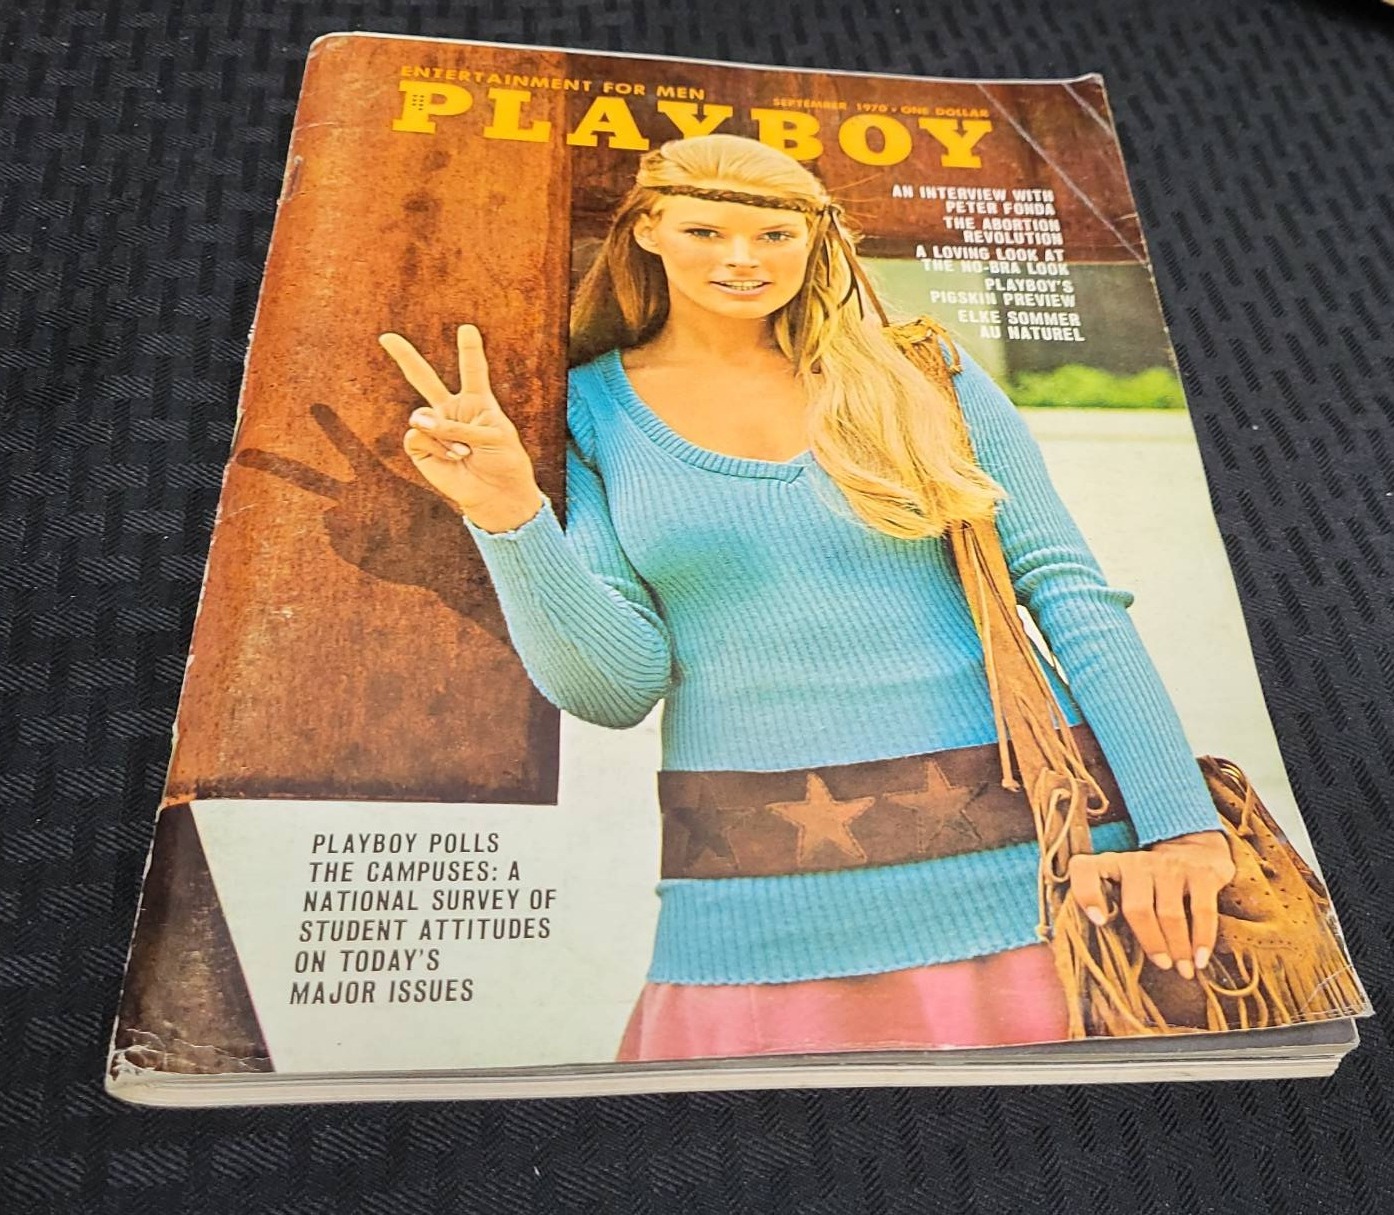 ENTERTAINMENT FOR MEN
PLAYBOY
SEPTEMBER 1970 • ONE DOLLAR
AN INTERVIEW WITH
PETER FONDA
THE ABORTION
REVOLUTION
A LOVING LOOK AT
THE NO-BRA LOOK
PLAYBOY'S
PIGSKIN PREVIEW
ELKE SOMMER
AU NATUREL
PLAYBOY POLLS
THE CAMPUSES: A
NATIONAL SURVEY OF
STUDENT ATTITUDES
ON TODAY'S
MAJOR ISSUES